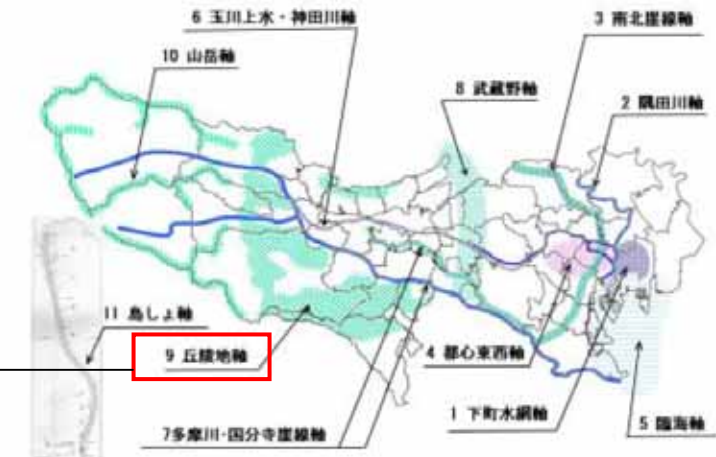 6 玉川上水・神田川軸
3 南北崖線軸
10 山岳軸
8 武蔵野軸
2 隅田川軸
11 島しょ軸
9 丘陵地軸
4 都心東西軸
1 下町水網軸
7多摩川・国分寺崖線軸
5 臨海軸